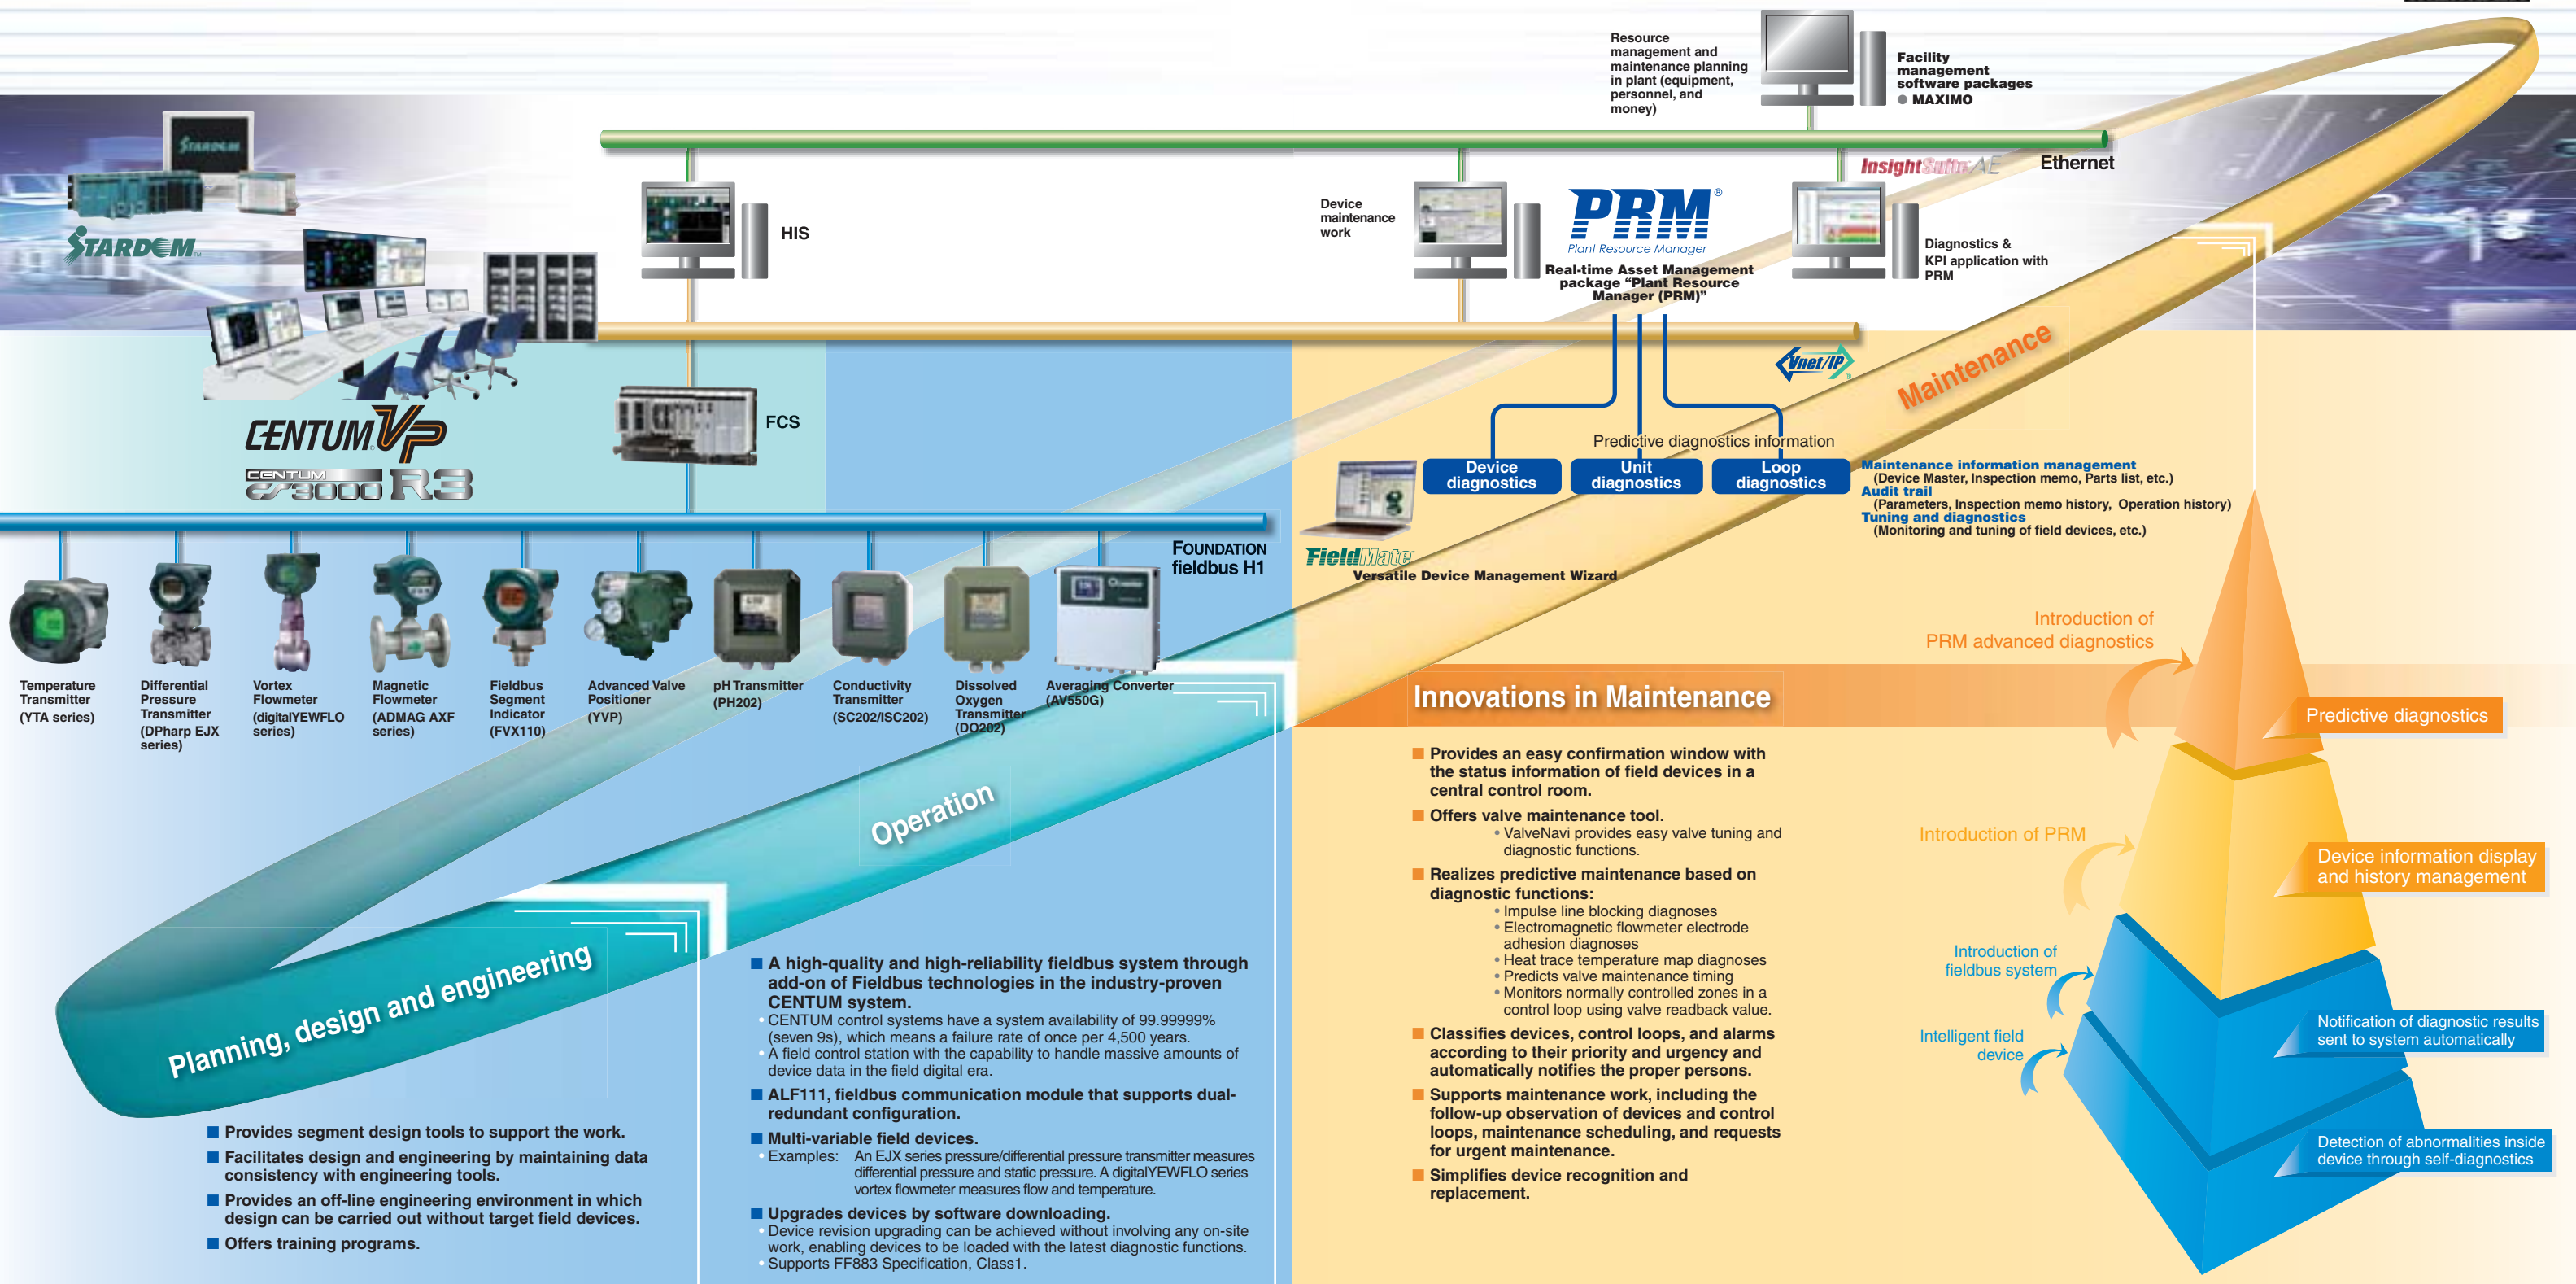 Resource
management and
maintenance planning
in plant (equipment,
personnel, and
money)
Facility
management
software packages
● MAXIMO
STARDOM
STARDOM™
HIS
Device
maintenance
work
PRM®
Plant Resource Manager
Real-time Asset Management
package “Plant Resource
Manager (PRM)”
InsightSuiteAE
Ethernet
Diagnostics &
KPI application with
PRM
Vnet/IP®
Maintenance
CENTUM VP
CENTUM
CS3000 R3
FCS
Predictive diagnostics information
Device
diagnostics
Unit
diagnostics
Loop
diagnostics
Maintenance information management
(Device Master, Inspection memo, Parts list, etc.)
Audit trail
(Parameters, Inspection memo history, Operation history)
Tuning and diagnostics
(Monitoring and tuning of field devices, etc.)
FieldMate
Versatile Device Management Wizard
FOUNDATION
fieldbus H1
Temperature
Transmitter
(YTA series)
Differential
Pressure
Transmitter
(DPharp EJX
series)
Vortex
Flowmeter
(digitalYEWFLO
series)
Magnetic
Flowmeter
(ADMAG AXF
series)
Fieldbus
Segment
Indicator
(FVX110)
Advanced Valve
Positioner
(YVP)
pH Transmitter
(PH202)
Conductivity
Transmitter
(SC202/ISC202)
Dissolved
Oxygen
Transmitter
(DO202)
Averaging Converter
(AV550G)
Operation
Planning, design and engineering
■ Provides segment design tools to support the work.
■ Facilitates design and engineering by maintaining data
consistency with engineering tools.
■ Provides an off-line engineering environment in which
design can be carried out without target field devices.
■ Offers training programs.
■ A high-quality and high-reliability fieldbus system through
add-on of Fieldbus technologies in the industry-proven
CENTUM system.
• CENTUM control systems have a system availability of 99.99999%
(seven 9s), which means a failure rate of once per 4,500 years.
• A field control station with the capability to handle massive amounts of
device data in the field digital era.
■ ALF111, fieldbus communication module that supports dual-
redundant configuration.
■ Multi-variable field devices.
• Examples: An EJX series pressure/differential pressure transmitter measures
differential pressure and static pressure. A digitalYEWFLO series
vortex flowmeter measures flow and temperature.
■ Upgrades devices by software downloading.
• Device revision upgrading can be achieved without involving any on-site
work, enabling devices to be loaded with the latest diagnostic functions.
• Supports FF883 Specification, Class1.
Innovations in Maintenance
■ Provides an easy confirmation window with
the status information of field devices in a
central control room.
■ Offers valve maintenance tool.
• ValveNavi provides easy valve tuning and
diagnostic functions.
■ Realizes predictive maintenance based on
diagnostic functions:
• Impulse line blocking diagnoses
• Electromagnetic flowmeter electrode
adhesion diagnoses
• Heat trace temperature map diagnoses
• Predicts valve maintenance timing
• Monitors normally controlled zones in a
control loop using valve readback value.
■ Classifies devices, control loops, and alarms
according to their priority and urgency and
automatically notifies the proper persons.
■ Supports maintenance work, including the
follow-up observation of devices and control
loops, maintenance scheduling, and requests
for urgent maintenance.
■ Simplifies device recognition and
replacement.
Introduction of
PRM advanced diagnostics
Predictive diagnostics
Introduction of PRM
Device information display
and history management
Introduction of
fieldbus system
Notification of diagnostic results
sent to system automatically
Intelligent field
device
Detection of abnormalities inside
device through self-diagnostics